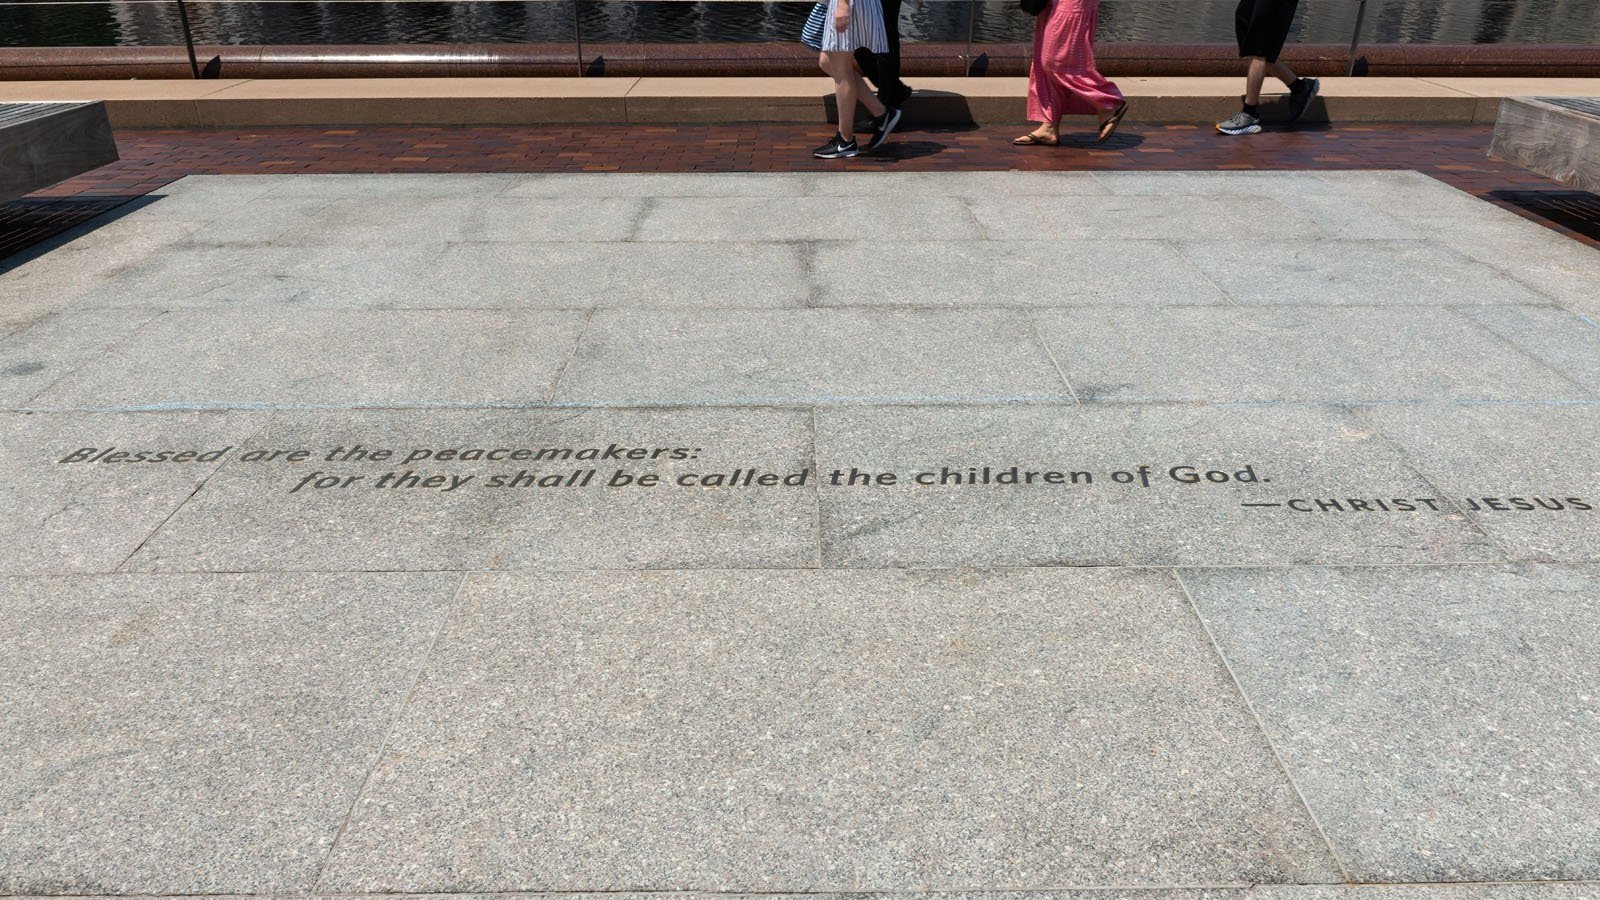 Blessed are the peacemakers:
for they shall be called the children of God.
—CHRIST JESUS